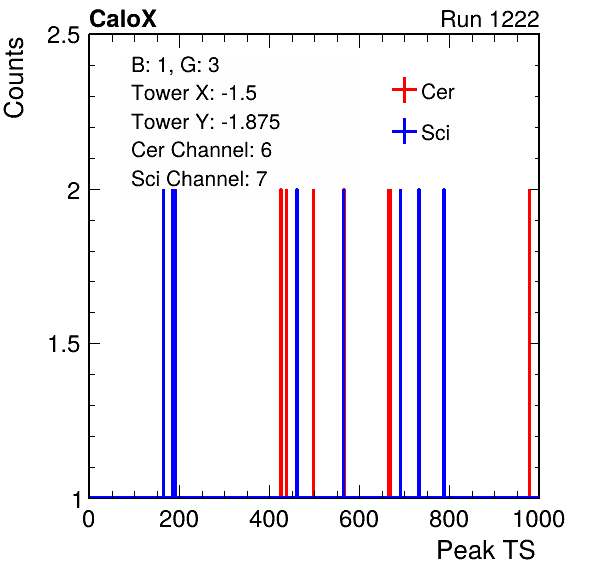 CaloX Run 1222
Counts
2.5
2
1.5
1
B: 1, G: 3
Tower X: -1.5
Tower Y: -1.875
Cer Channel: 6
Sci Channel: 7
Cer
Sci
0 200 400 600 800 1000
Peak TS